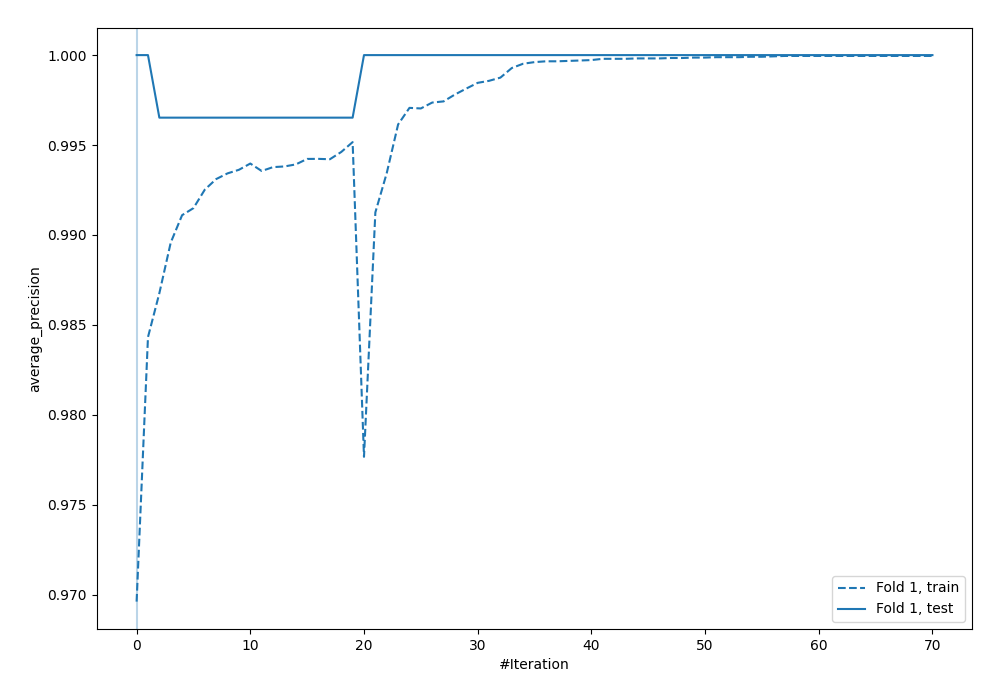 1.000
0.995
0.990
0.985
0.980
0.975
0.970
average_precision
0 10 20 30 40 50 60 70
#Iteration
Fold 1, train
Fold 1, test